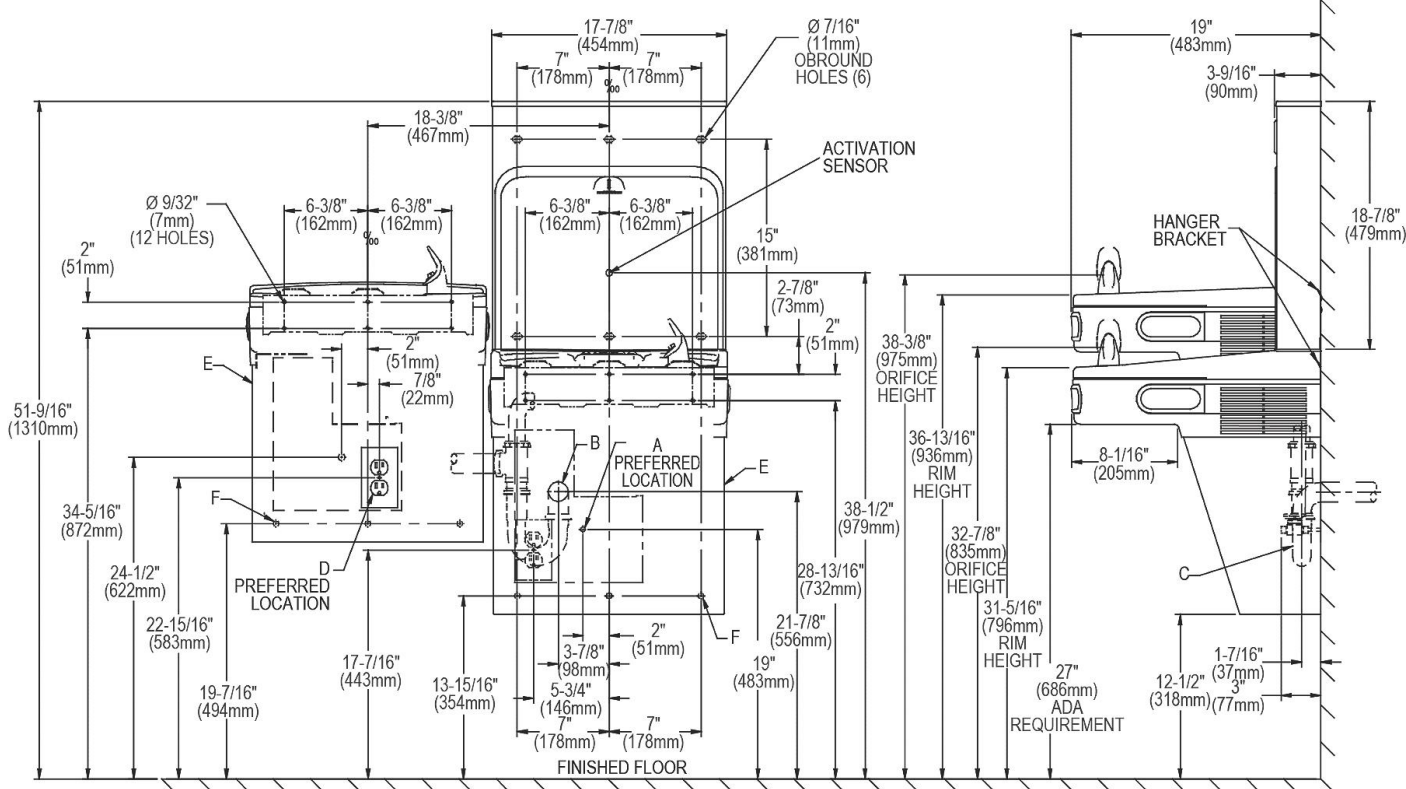 17-7/8"
(454mm)
7"
(178mm)
7"
(178mm)
Ø 7/16"
(11mm)
OBROUND
HOLES (6)
19"
(483mm)
3-9/16"
(90mm)
18-3/8"
(467mm)
ACTIVATION
SENSOR
Ø 9/32"
(7mm)
(12 HOLES)
6-3/8"
(162mm)
6-3/8"
(162mm)
6-3/8"
(162mm)
6-3/8"
(162mm)
15"
(381mm)
HANGER
BRACKET
18-7/8"
(479mm)
2"
(51mm)
2-7/8"
(73mm)
2"
(51mm)
2"
(51mm)
7/8"
(22mm)
E
38-3/8"
(975mm)
ORIFICE
HEIGHT
51-9/16"
(1310mm)
36-13/16"
(936mm)
RIM
HEIGHT
8-1/16"
(205mm)
B
A
PREFERRED
LOCATION
E
F
34-5/16"
(872mm)
38-1/2"
(979mm)
32-7/8"
(835mm)
ORIFICE
HEIGHT
24-1/2"
(622mm)
D
PREFERRED
LOCATION
28-13/16"
(732mm)
C
31-5/16"
(796mm)
RIM
HEIGHT
22-15/16"
(583mm)
21-7/8"
(556mm)
F
2"
(51mm)
3-7/8"
(98mm)
17-7/16"
(443mm)
19"
(483mm)
1-7/16"
(37mm)
3"
(77mm)
12-1/2"
(318mm)
27"
(686mm)
ADA
REQUIREMENT
19-7/16"
(494mm)
13-15/16"
(354mm)
5-3/4"
(146mm)
7"
(178mm)
7"
(178mm)
FINISHED FLOOR